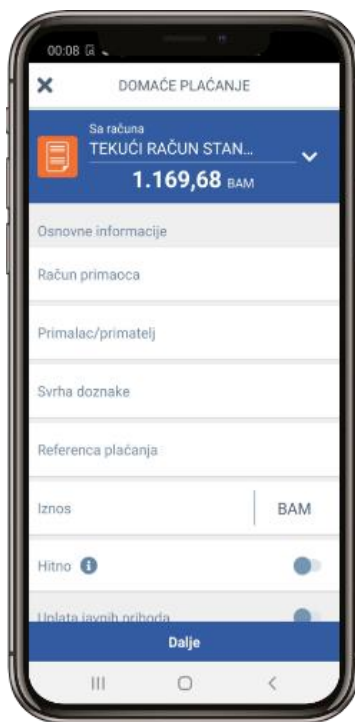 00:08
DOMAĆE PLAĆANJE
Sa računa
TEKUĆI RAČUN STAN...
1.169,68 BAM
Osnovne informacije
Račun primaoca
Primalac/primatelj
Svrha doznake
Referenca plaćanja
Iznos
BAM
Hitno
Uplata javnih prihoda
Dalje